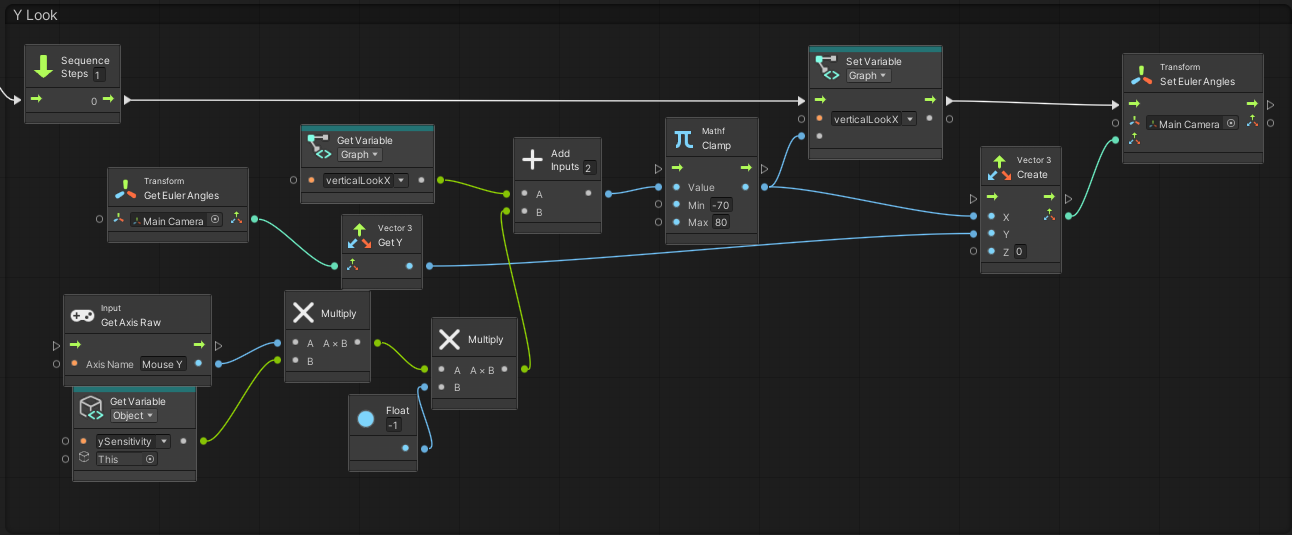 Y Look
Sequence
Steps 1
0
Transform
Get Euler Angles
Main Camera
Get Variable
Graph
verticalLookX
Vector 3
Get Y
Add
Inputs 2
A
B
Mathf
Clamp
Value
Min -70
Max 80
Set Variable
Graph
verticalLookX
Vector 3
Create
X
Y
Z 0
Transform
Set Euler Angles
Main Camera
Input
Get Axis Raw
Axis Name Mouse Y
Get Variable
Object
ySensitivity
This
Multiply
A A × B
B
Multiply
A A × B
B
Float
-1